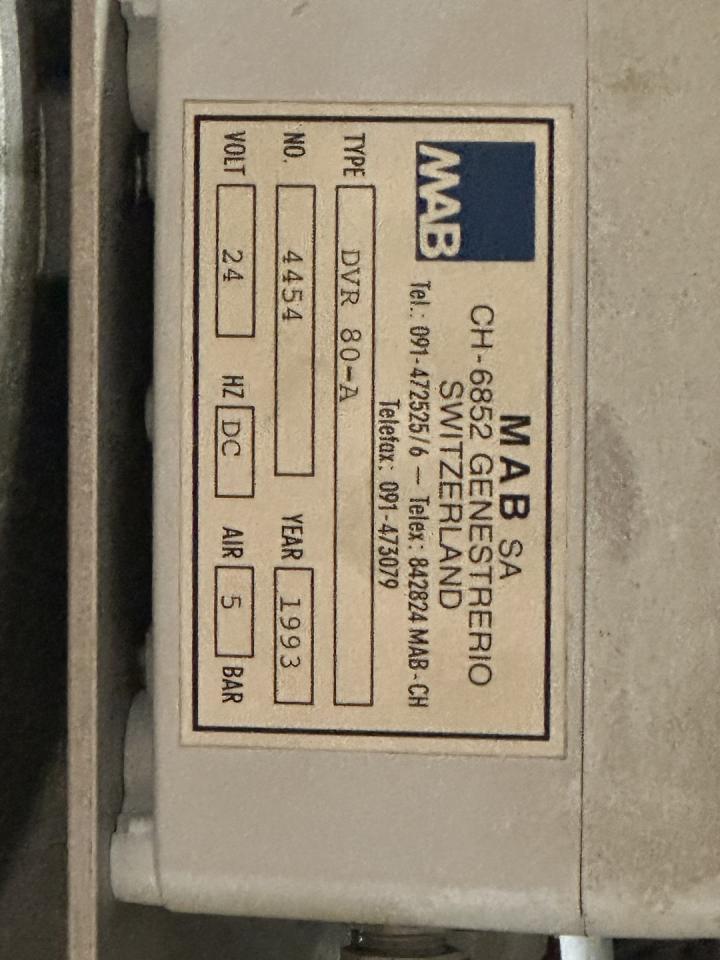 MAB
MAB SA
CH-6852 GENESTRERIO
SWITZERLAND
Tel.: 091-472525/6 — Telex: 842824 MAB-CH
Telefax: 091-473079
TYPE DVR 80-A
NO. 4454 YEAR 1993
VOLT 24 HZ DC AIR 5 BAR